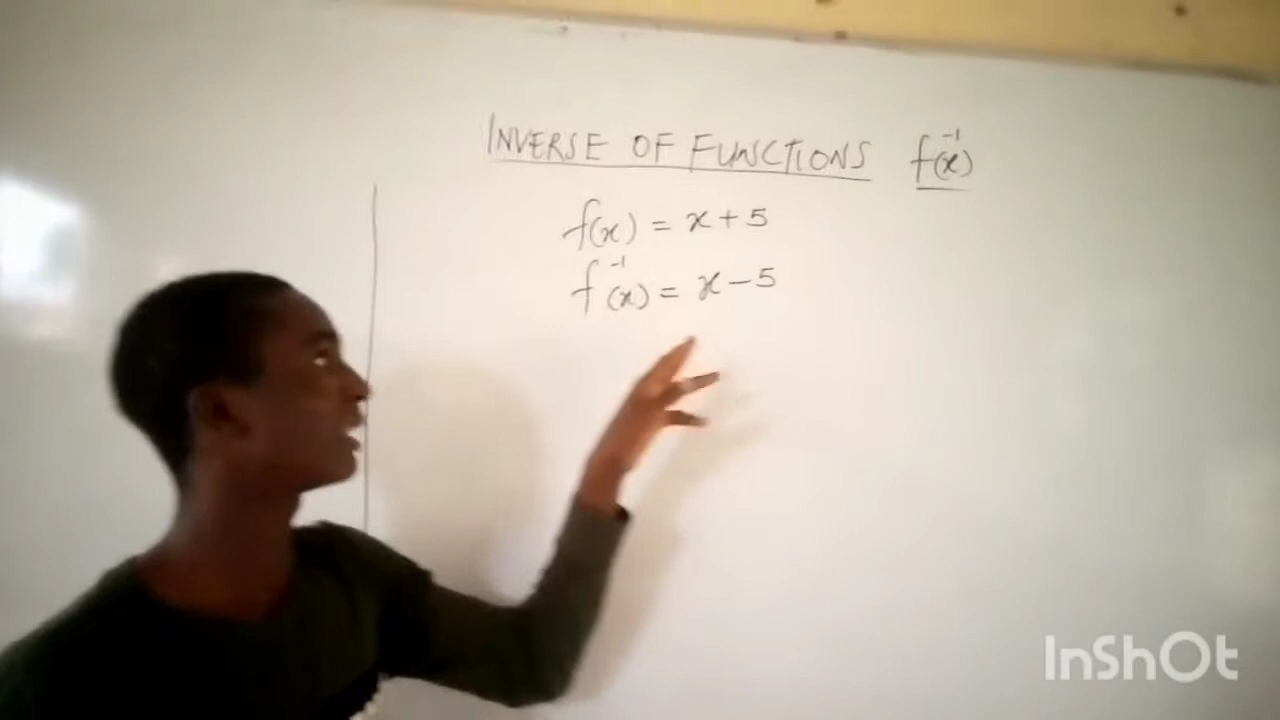 INVERSE OF FUNCTIONS f⁻¹(x)
f(x) = x + 5
f⁻¹(x) = x − 5
InShOt